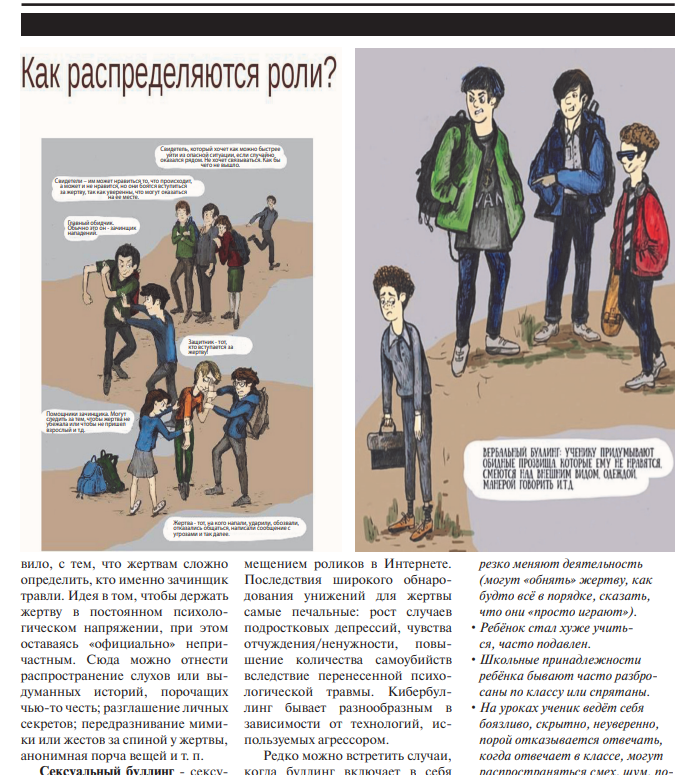 Как распределяются роли?
Свидетель, который хочет как можно быстрее
уйти из опасной ситуации, если случайно
оказался рядом. Не хочет связываться. Как бы
чего не вышло.
Свидетели – им может нравиться то, что происходит,
а может и не нравится, но они боятся вступиться
за жертву, так как уверенны, что могут оказаться
на ее месте.
Главный обидчик.
Обычно это он - зачинщик
нападений.
Защитник - тот,
кто вступается за
жертву!
Помощники зачинщика. Могут
следить за тем, чтобы жертва не
убежала или чтобы не пришел
взрослый и т.д.
Жертва - тот, на кого напали, ударили, обозвали,
отказались общаться, написали сообщение с
угрозами и так далее.
ВЕРБАЛЬНЫЙ БУЛЛИНГ: УЧЕНИКУ ПРИДУМЫВАЮТ
ОБИДНЫЕ ПРОЗВИЩА, КОТОРЫЕ ЕМУ НЕ НРАВЯТСЯ,
СМЕЮТСЯ НАД ВНЕШНИМ ВИДОМ, ОДЕЖДОЙ,
МАНЕРОЙ ГОВОРИТЬ И.Т.Д
вило, с тем, что жертвам сложно
определить, кто именно зачинщик
травли. Идея в том, чтобы держать
жертву в постоянном психоло-
гическом напряжении, при этом
оставаясь «официально» непри-
частным. Сюда можно отнести
распространение слухов или вы-
думанных историй, порочащих
чью-то честь; разглашение личных
секретов; передразнивание мими-
ки или жестов за спиной у жертвы,
анонимная порча вещей и т. п.
Сексуальный буллинг - сексу-
мещением роликов в Интернете.
Последствия широкого обнаро-
дования унижений для жертвы
самые печальные: рост случаев
подростковых депрессий, чувства
отчуждения/ненужности, повы-
шение количества самоубийств
вследствие перенесенной психо-
логической травмы. Кибербул-
линг бывает разнообразным в
зависимости от технологий, ис-
пользуемых агрессором.
Редко можно встретить случаи,
когда буллинг включает в себя
резко меняют деятельность
(могут «обнять» жертву, как
будто всё в порядке, сказать,
что они «просто играют»).
• Ребёнок стал хуже учить-
ся, часто подавлен.
• Школьные принадлежности
ребёнка бывают часто разбро-
саны по классу или спрятаны.
• На уроках ученик ведёт себя
боязливо, скрытно, неуверенно,
порой отказывается отвечать,
когда отвечает в классе, могут
распространяться смех, шум, по-